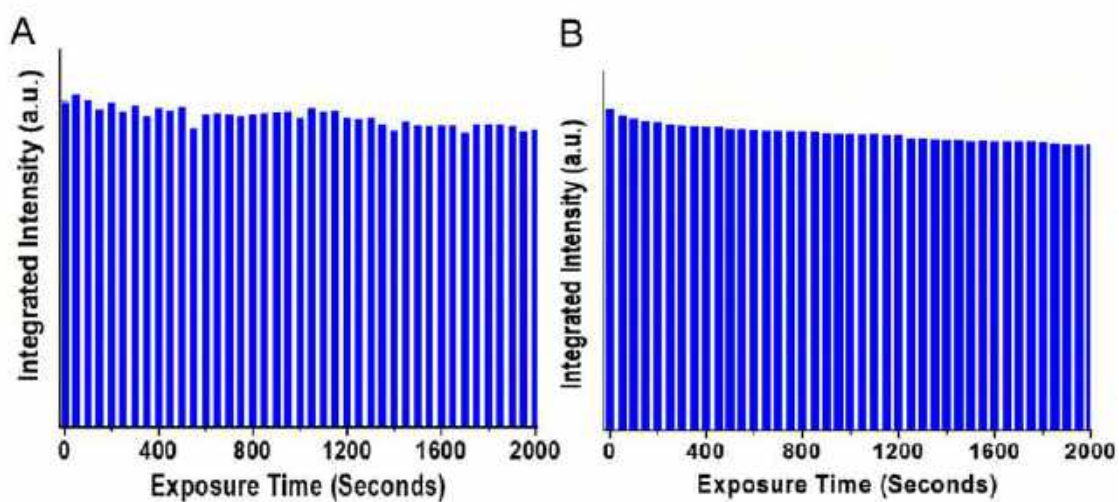 A
Integrated Intensity (a.u.)
0 400 800 1200 1600 2000
Exposure Time (Seconds)
B
Integrated Intensity (a.u.)
0 400 800 1200 1600 2000
Exposure Time (Seconds)